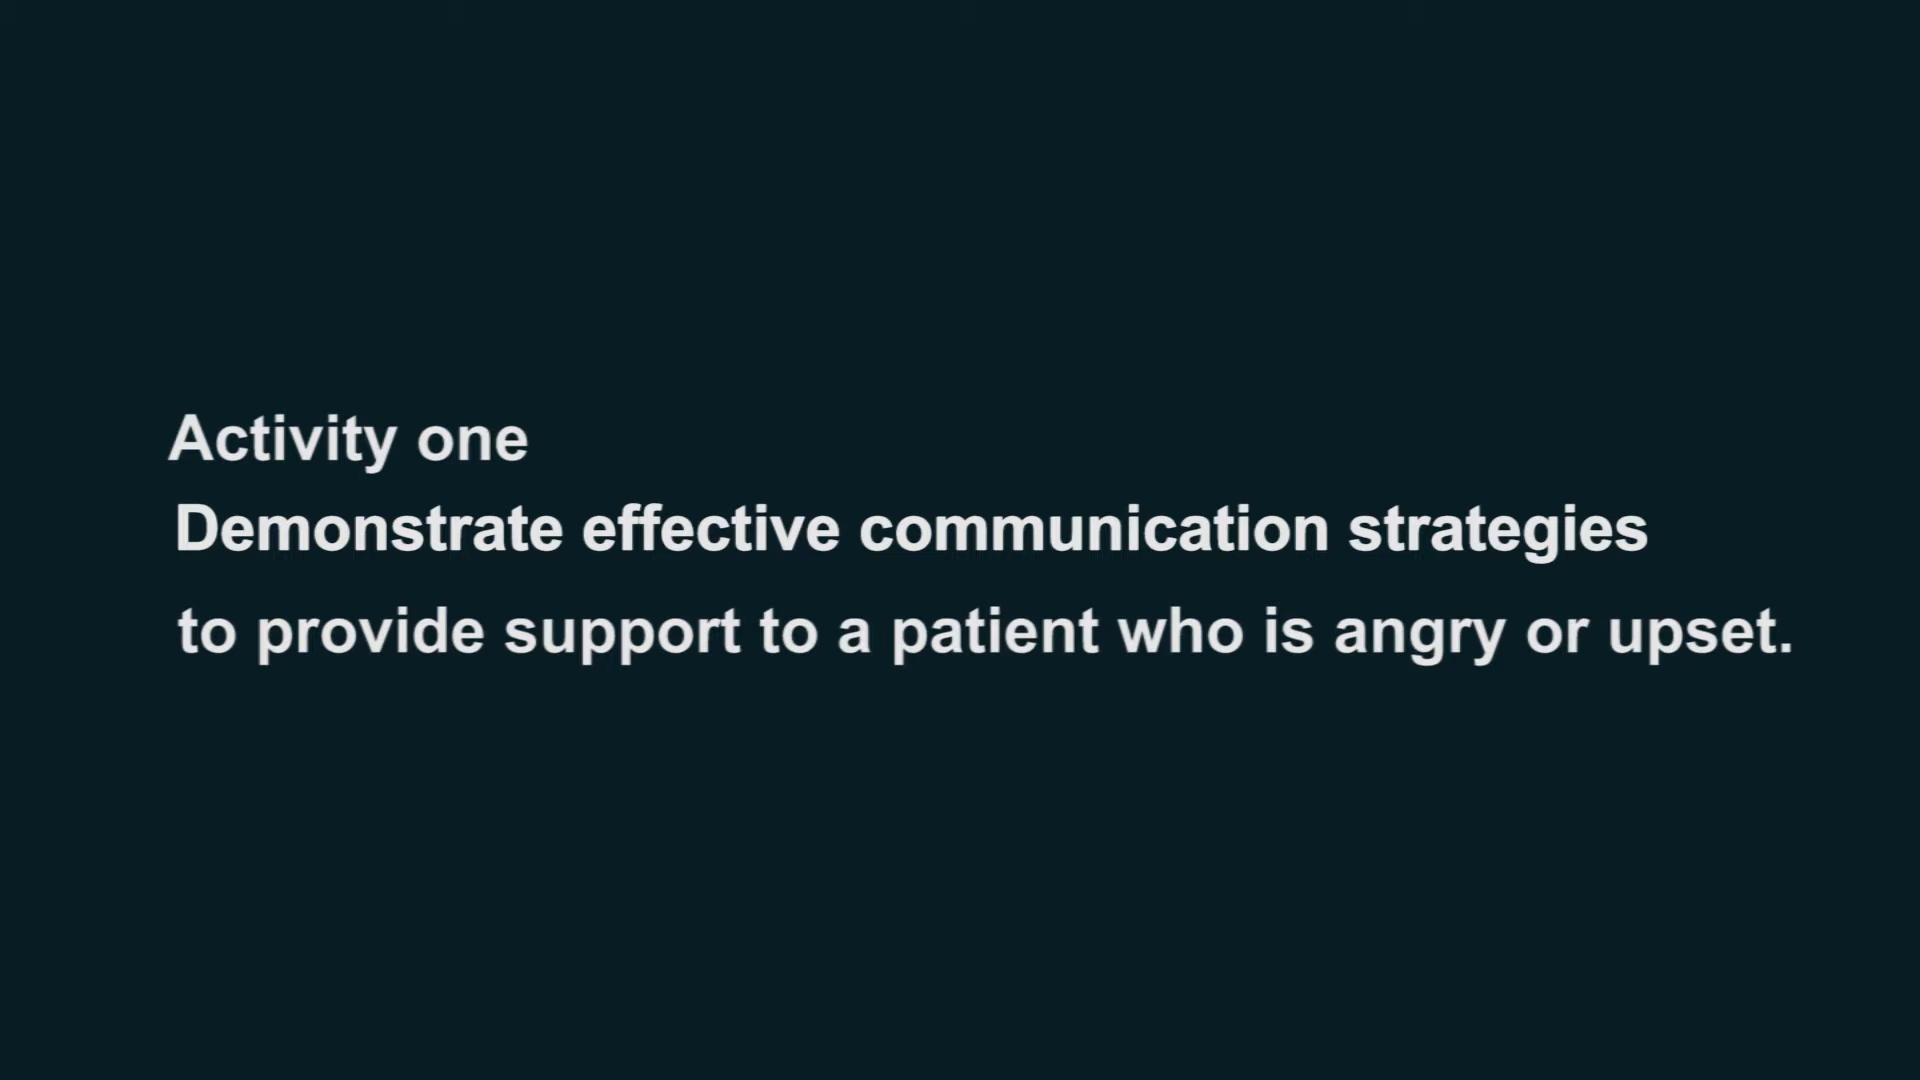 Activity one
Demonstrate effective communication strategies
to provide support to a patient who is angry or upset.